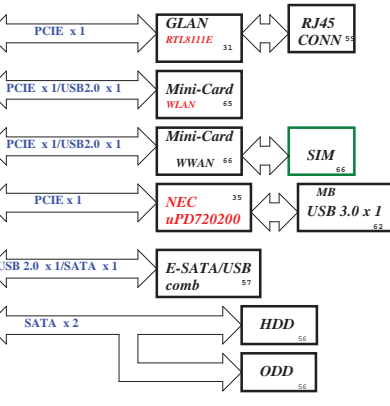 PCIE x 1
GLAN
RTL8111E
31
RJ45
CONN 59
PCIE x 1/USB2.0 x 1
Mini-Card
WLAN 65
PCIE x 1/USB2.0 x 1
Mini-Card
WWAN 66
SIM
66
PCIE x 1
NEC 35
uPD720200
MB
USB 3.0 x 1
62
USB 2.0 x 1/SATA x 1
E-SATA/USB
comb 57
SATA x 2
HDD
56
ODD
56